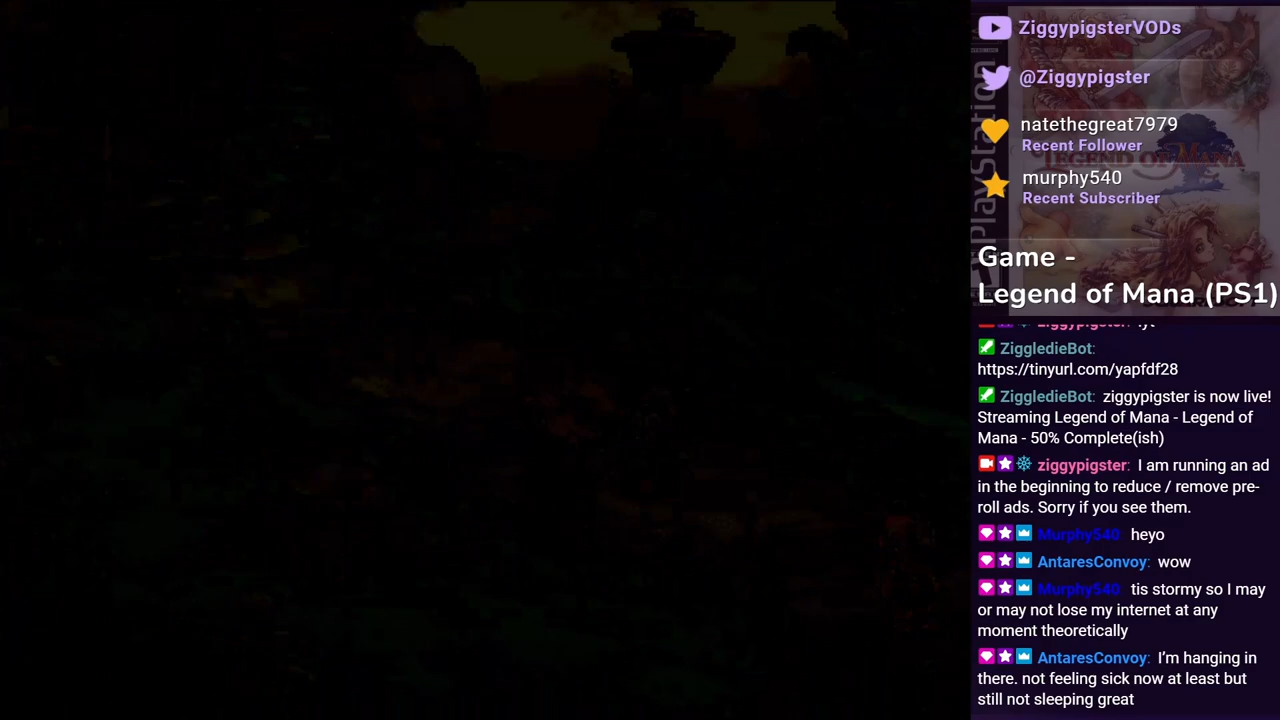 ZiggypigsterVODs
@Ziggypigster
natethegreat7979
Recent Follower
murphy540
Recent Subscriber
PlayStation
LEGEND OF MANA
Game -
Legend of Mana (PS1)
ZiggledieBot:
https://tinyurl.com/yapfdf28
ZiggledieBot: ziggypigster is now live!
Streaming Legend of Mana - Legend of
Mana - 50% Complete(ish)
ziggypigster: I am running an ad
in the beginning to reduce / remove pre-
roll ads. Sorry if you see them.
Murphy540 heyo
AntaresConvoy: wow
Murphy540 tis stormy so I may
or may not lose my internet at any
moment theoretically
AntaresConvoy: I’m hanging in
there. not feeling sick now at least but
still not sleeping great